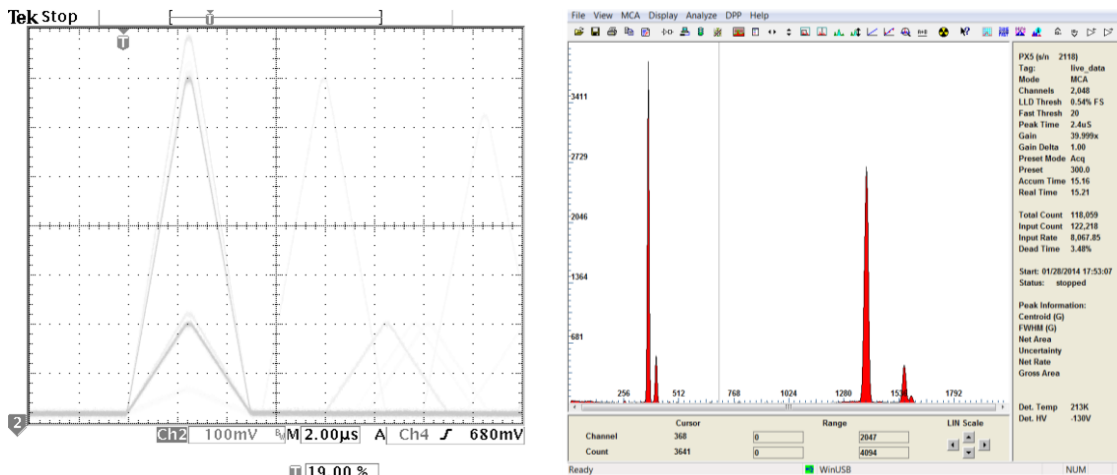 Tek Stop
T
T
2
Ch2 100mV BW M 2.00µs A Ch4 680mV
T 19.00 %
File View MCA Display Analyze DPP Help
3411
2729
2046
1364
681
256 512 768 1024 1280 1536 1792
PX5 (s/n 2118)
Tag: live_data
Mode MCA
Channels 2,048
LLD Thresh 0.54% FS
Fast Thresh 20
Peak Time 2.4uS
Gain 39.999x
Gain Delta 1.00
Preset Mode Acq
Preset 300.0
Accum Time 15.16
Real Time 15.21
Total Count 118,059
Input Count 122,218
Input Rate 8,067.85
Dead Time 3.48%
Start: 01/28/2014 17:53:07
Status: stopped
Peak Information:
Centroid (G)
FWHM (G)
Net Area
Uncertainty
Net Rate
Gross Area
Det. Temp 213K
Det. HV -130V
Cursor Range LIN Scale
Channel 368 0 2047
Count 3641 0 4094
Ready WinUSB NUM